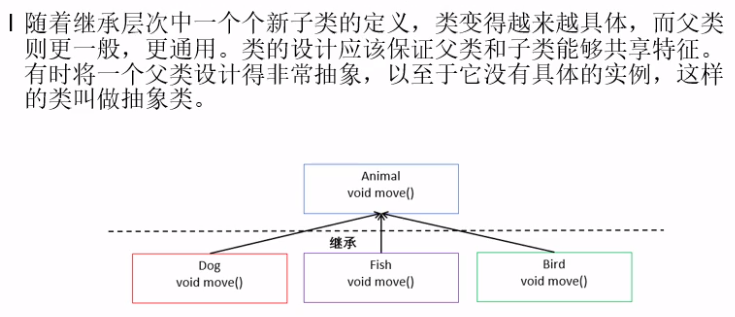 l 随着继承层次中一个个新子类的定义，类变得越来越具体，而父类
则更一般，更通用。类的设计应该保证父类和子类能够共享特征。
有时将一个父类设计得非常抽象，以至于它没有具体的实例，这样
的类叫做抽象类。
Animal
void move()
继承
Dog
void move()
Fish
void move()
Bird
void move()